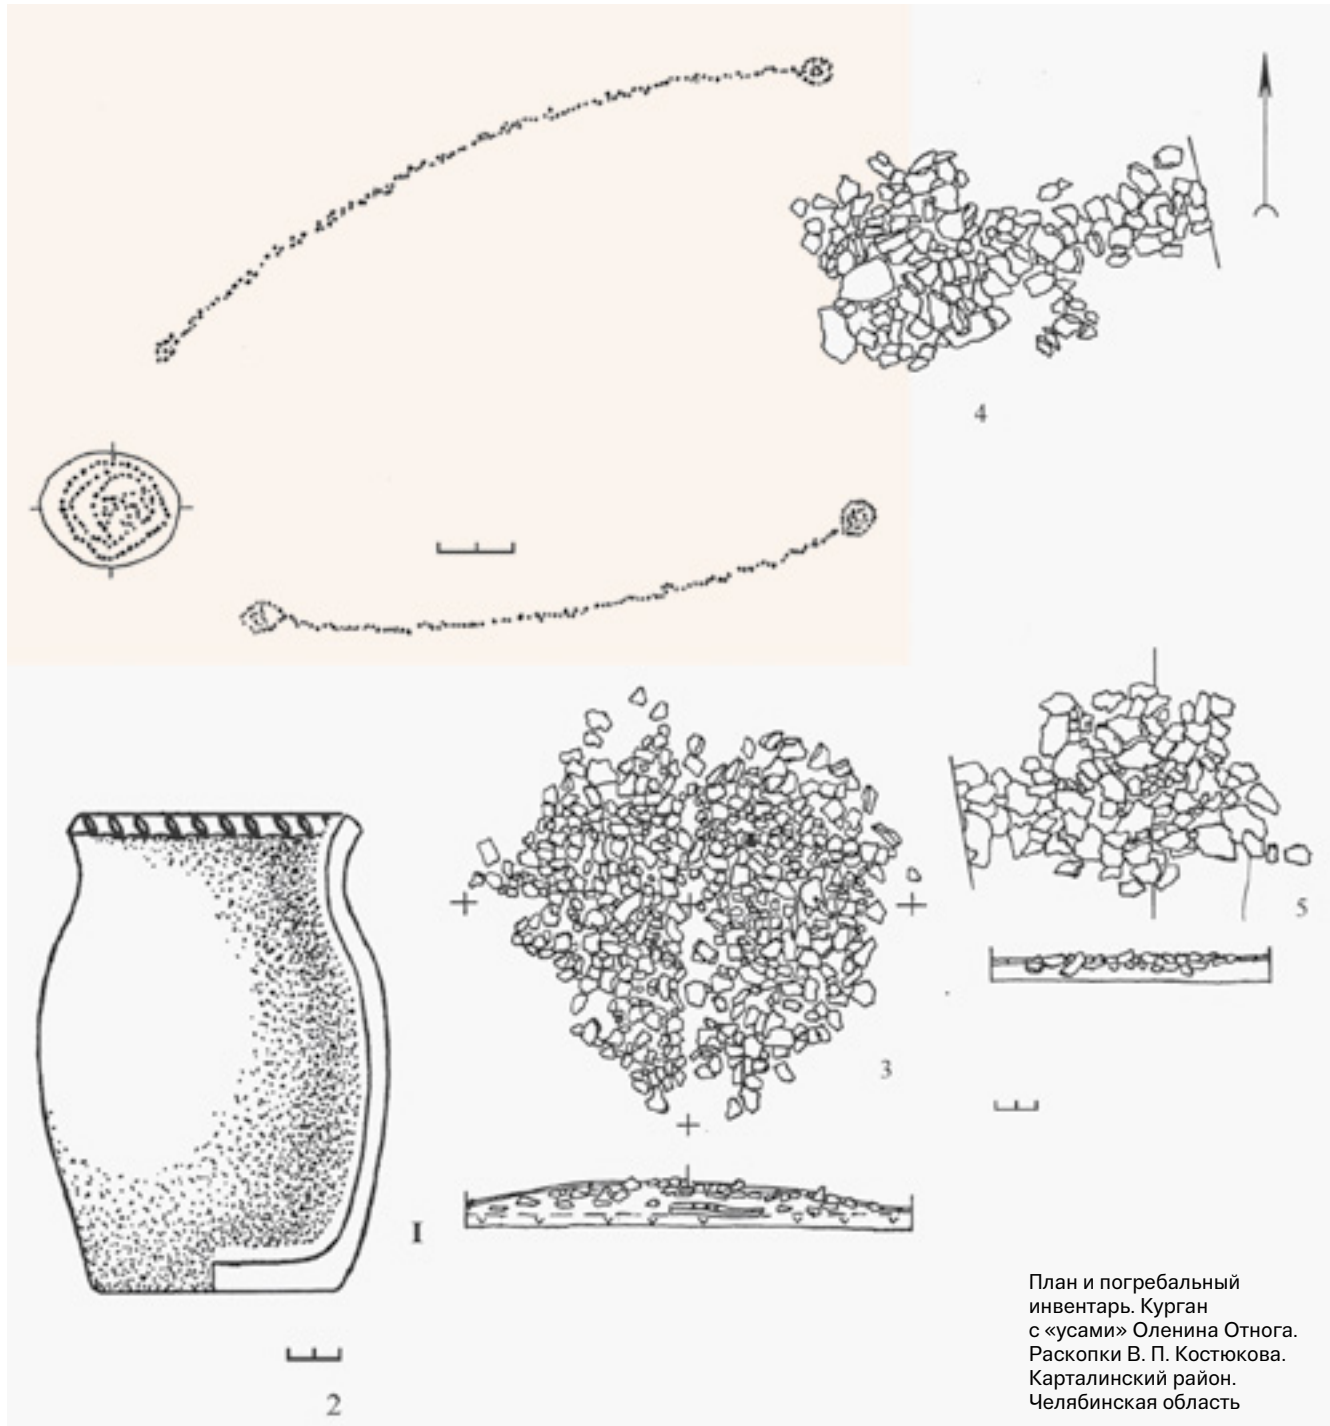 4
5
3
I
2
План и погребальный
инвентарь. Курган
с «усами» Оленина Отнога.
Раскопки В. П. Костюкова.
Карталинский район.
Челябинская область